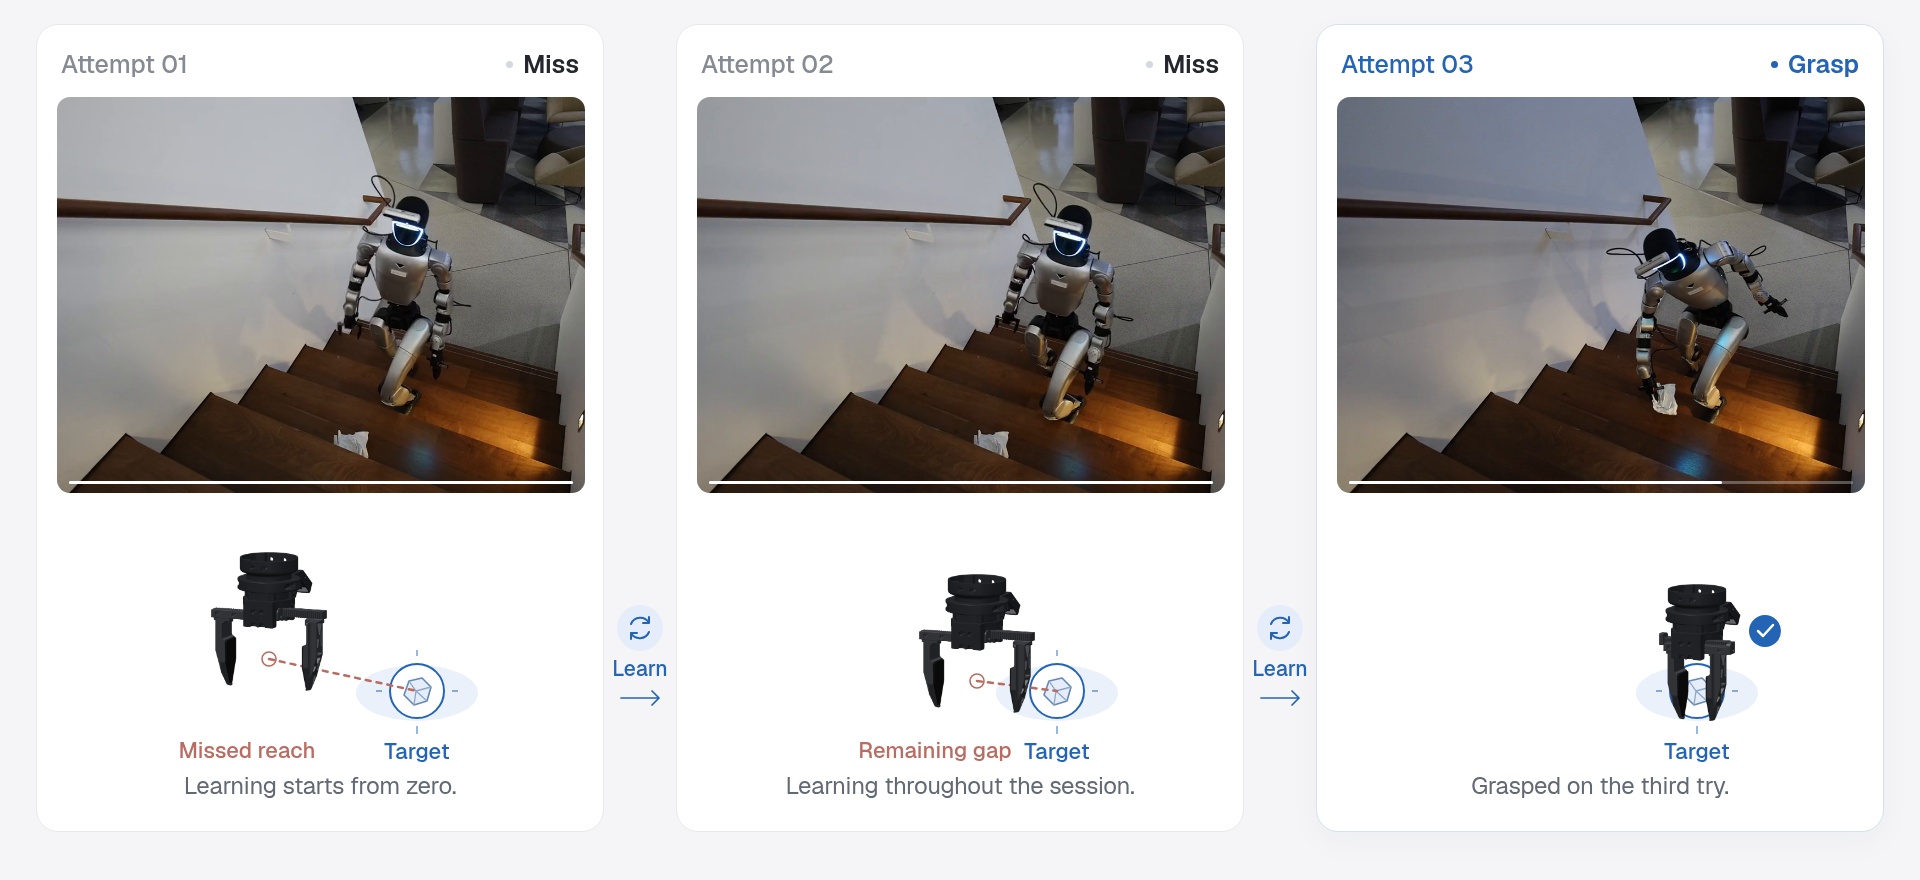 Attempt 01
Miss
Missed reach
Target
Learning starts from zero.
Learn
Attempt 02
Miss
Remaining gap
Target
Learning throughout the session.
Learn
Attempt 03
Grasp
Target
Grasped on the third try.